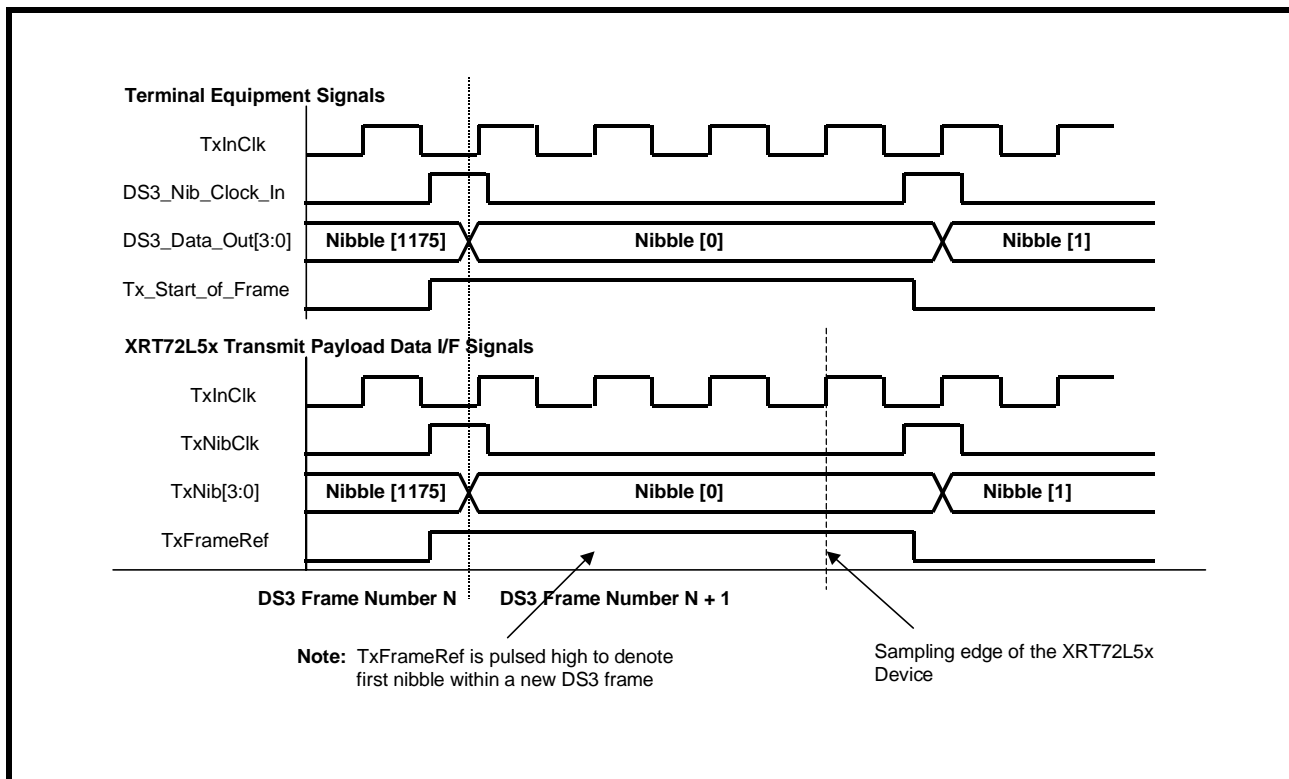 Terminal Equipment Signals
TxInClk
DS3_Nib_Clock_In
DS3_Data_Out[3:0]
Nibble [1175]
Nibble [0]
Nibble [1]
Tx_Start_of_Frame
XRT72L5x Transmit Payload Data I/F Signals
TxInClk
TxNibClk
TxNib[3:0]
Nibble [1175]
Nibble [0]
Nibble [1]
TxFrameRef
DS3 Frame Number N
DS3 Frame Number N + 1
Note: TxFrameRef is pulsed high to denote
first nibble within a new DS3 frame
Sampling edge of the XRT72L5x
Device